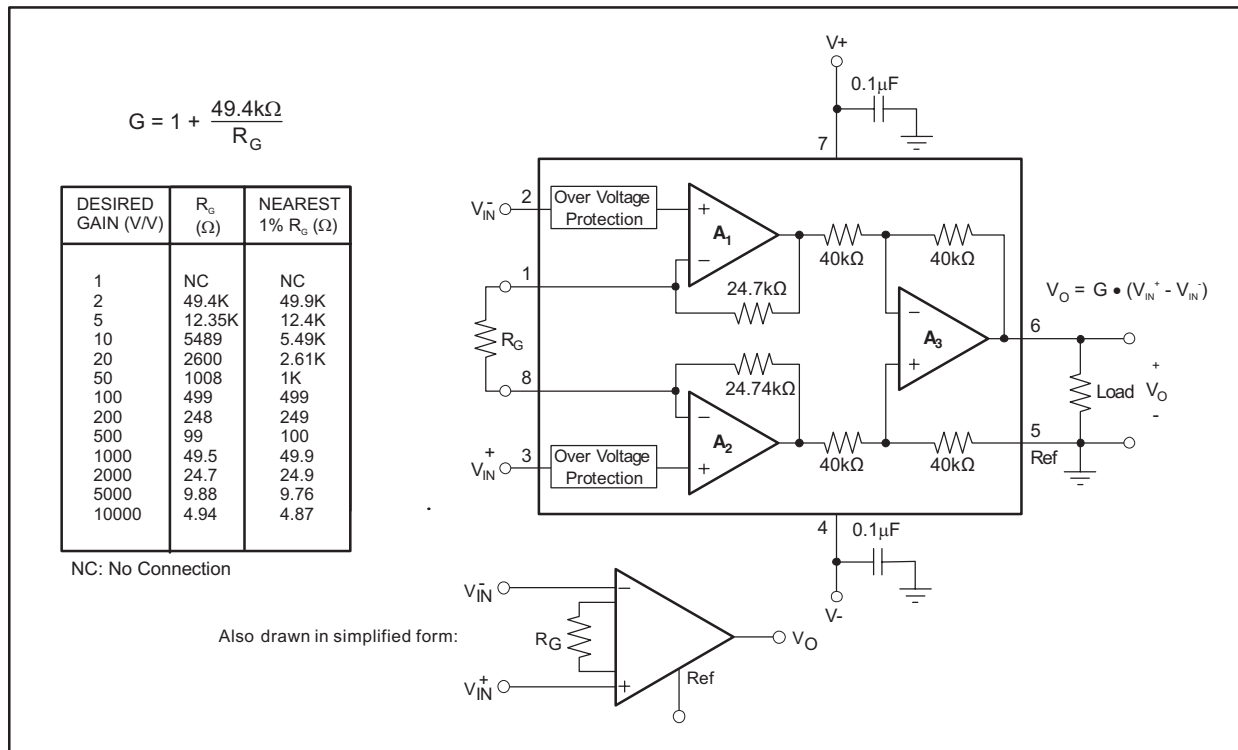 G = 1 + 49.4kΩ / R_G
DESIRED GAIN (V/V) R_G (Ω) NEAREST 1% R_G (Ω)
1 NC NC
2 49.4K 49.9K
5 12.35K 12.4K
10 5489 5.49K
20 2600 2.61K
50 1008 1K
100 499 499
200 248 249
500 99 100
1000 49.5 49.9
2000 24.7 24.9
5000 9.88 9.76
10000 4.94 4.87
NC: No Connection
V+
0.1μF
7
V_IN^- 2
Over Voltage
Protection
+
A₁
−
1
24.7kΩ
40kΩ
40kΩ
R_G
−
A₃
+
6
V_O = G • (V_IN^+ - V_IN^-)
8
24.74kΩ
−
A₂
+
V_IN^+ 3
Over Voltage
Protection
40kΩ
40kΩ
5
Ref
Load
+
V_O
-
4
0.1μF
V-
Also drawn in simplified form:
V_IN^-
−
R_G
V_IN^+
+
V_O
Ref